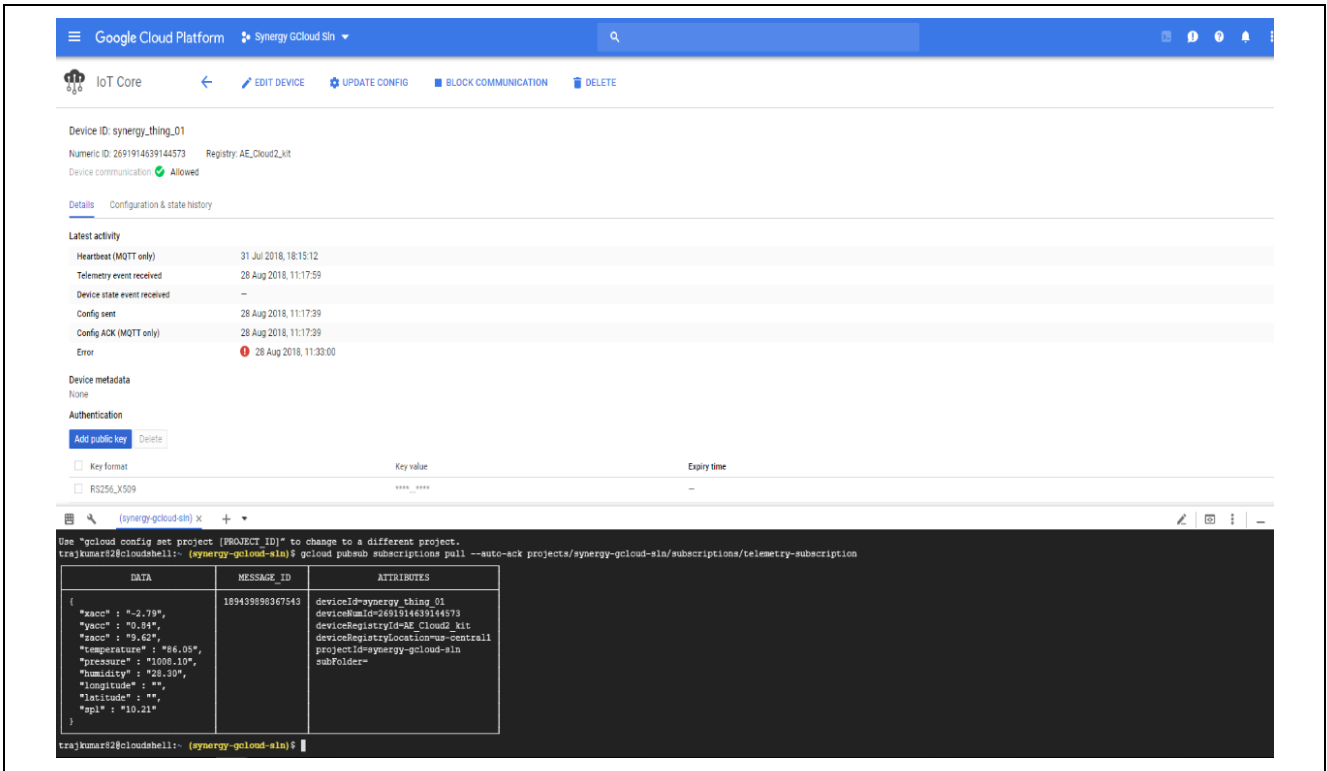 Google Cloud Platform Synergy GCloud Sln
IoT Core EDIT DEVICE UPDATE CONFIG BLOCK COMMUNICATION DELETE
Device ID: synergy_thing_01
Numeric ID: 2691914639144573 Registry: AE_Cloud2_kit
Device communication: Allowed
Details Configuration & state history
Latest activity
Heartbeat (MQTT only) 31 Jul 2018, 18:15:12
Telemetry event received 28 Aug 2018, 11:17:59
Device state event received –
Config sent 28 Aug 2018, 11:17:39
Config ACK (MQTT only) 28 Aug 2018, 11:17:39
Error 28 Aug 2018, 11:33:00
Device metadata
None
Authentication
Add public key Delete
Key format Key value Expiry time
RS256_X509 ****...**** –
(synergy-gcloud-sln) x + 
Use "gcloud config set project [PROJECT_ID]" to change to a different project.
trajkumar82@cloudshell:~ (synergy-gcloud-sln)$ gcloud pubsub subscriptions pull --auto-ack projects/synergy-gcloud-sln/subscriptions/telemetry-subscription
DATA MESSAGE_ID ATTRIBUTES
{ 189439898367543 deviceId=synergy_thing_01
"xacc" : "-2.79", deviceNumId=2691914639144573
"yacc" : "0.84", deviceRegistryId=AE_Cloud2_kit
"zacc" : "9.62", deviceRegistryLocation=us-central1
"temperature" : "86.05", projectId=synergy-gcloud-sln
"pressure" : "1008.10", subFolder=
"humidity" : "28.30",
"longitude" : "",
"latitude" : "",
"spl" : "10.21"
}
trajkumar82@cloudshell:~ (synergy-gcloud-sln)$